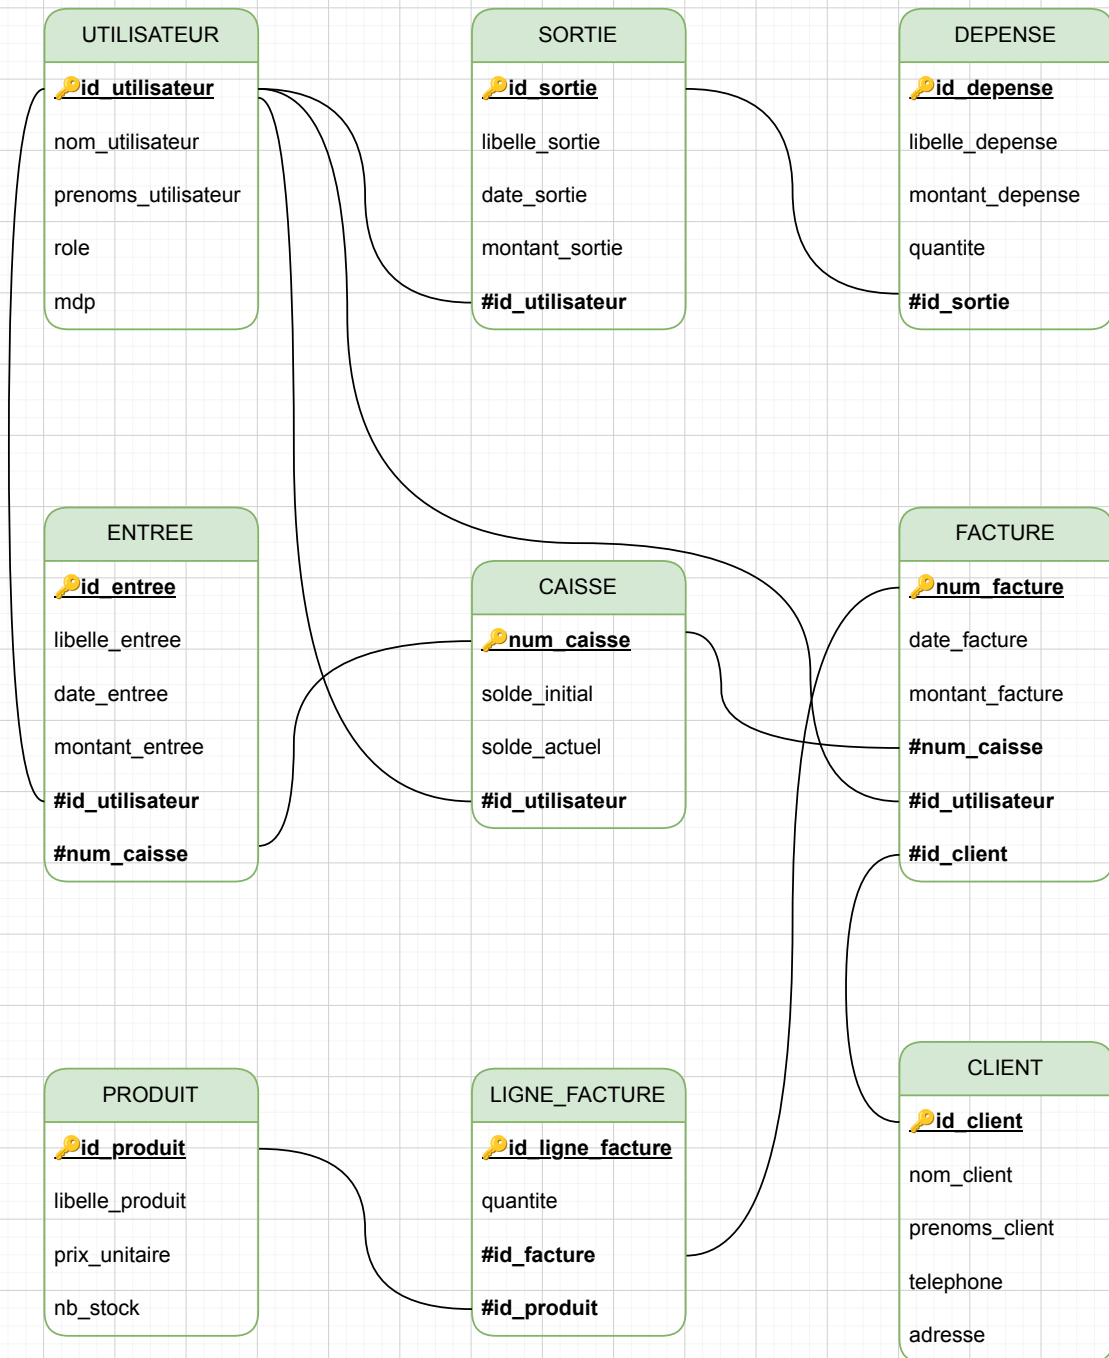 UTILISATEUR
🔑id_utilisateur
nom_utilisateur
prenoms_utilisateur
role
mdp
SORTIE
🔑id_sortie
libelle_sortie
date_sortie
montant_sortie
#id_utilisateur
DEPENSE
🔑id_depense
libelle_depense
montant_depense
quantite
#id_sortie
ENTREE
🔑id_entree
libelle_entree
date_entree
montant_entree
#id_utilisateur
#num_caisse
CAISSE
🔑num_caisse
solde_initial
solde_actuel
#id_utilisateur
FACTURE
🔑num_facture
date_facture
montant_facture
#num_caisse
#id_utilisateur
#id_client
PRODUIT
🔑id_produit
libelle_produit
prix_unitaire
nb_stock
LIGNE_FACTURE
🔑id_ligne_facture
quantite
#id_facture
#id_produit
CLIENT
🔑id_client
nom_client
prenoms_client
telephone
adresse